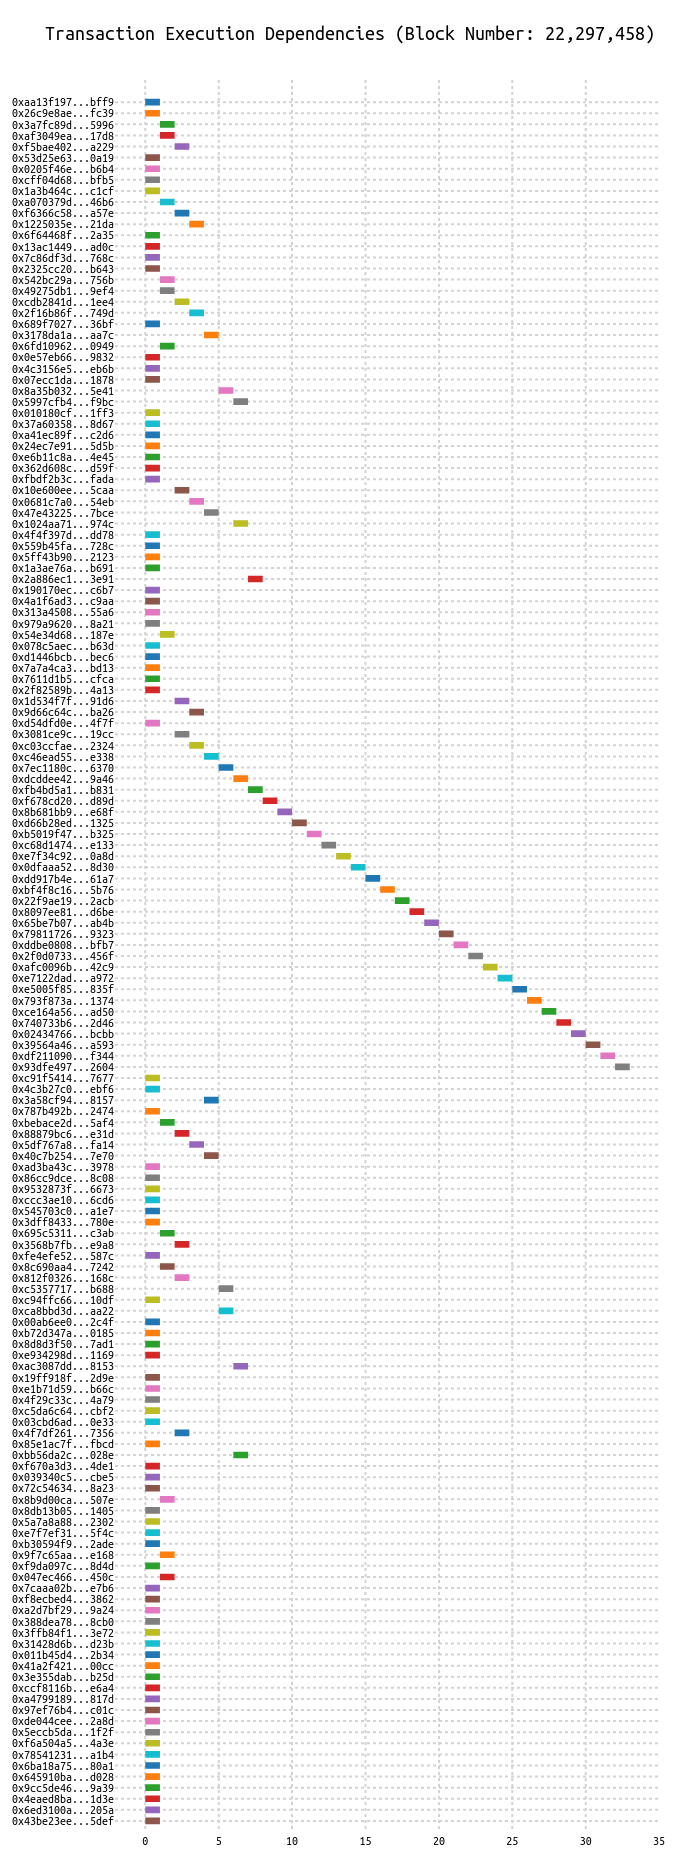 Transaction Execution Dependencies (Block Number: 22,297,458)
0xaa13f197...bff9
0x26c9e8ae...fc39
0x3a7fc89d...5996
0xaf3049ea...17d8
0xf5bae402...a229
0x53d25e63...0a19
0x0205f46e...b6b4
0xcff04d68...bfb5
0x1a3b464c...c1cf
0xa070379d...46b6
0xf6366c58...a57e
0x1225035e...21da
0x6f64468f...2a35
0x13ac1449...ad0c
0x7c86df3d...768c
0x2325cc20...b643
0x542bc29a...756b
0x49275db1...9ef4
0xcdb2841d...1ee4
0x2f16b86f...749d
0x689f7027...36bf
0x3178da1a...aa7c
0x6fd10962...0949
0x0e57eb66...9832
0x4c3156e5...eb6b
0x07ecc1da...1878
0x8a35b032...5e41
0x5997cfb4...f9bc
0x010180cf...1ff3
0x37a60358...8d67
0xa41ec89f...c2d6
0x24ec7e91...5d5b
0xe6b11c8a...4e45
0x362d608c...d59f
0xfbdf2b3c...fada
0x10e600ee...5caa
0x0681c7a0...54eb
0x47e43225...7bce
0x1024aa71...974c
0x4f4f397d...dd78
0x559b45fa...728c
0x5ff43b90...2123
0x1a3ae76a...b691
0x2a886ec1...3e91
0x190170ec...c6b7
0x4a1f6ad3...c9aa
0x313a4508...55a6
0x979a9620...8a21
0x54e34d68...187e
0x078c5aec...b63d
0xd1446bcb...bec6
0x7a7a4ca3...bd13
0x7611d1b5...cfca
0x2f82589b...4a13
0x1d534f7f...91d6
0x9d66c64c...ba26
0xd54dfd0e...4f7f
0x3081ce9c...19cc
0xc03ccfae...2324
0xc46ead55...e338
0x7ec1180c...6370
0xdcddee42...9a46
0xfb4bd5a1...b831
0xf678cd20...d89d
0x8b681bb9...e68f
0xd66b28ed...1325
0xb5019f47...b325
0xc68d1474...e133
0xe7f34c92...0a8d
0x0dfaaa52...8d30
0xdd917b4e...61a7
0xbf4f8c16...5b76
0x22f9ae19...2acb
0x8097ee81...d6be
0x65be7b07...ab4b
0x79811726...9323
0xddbe0808...bfb7
0x2f0d0733...456f
0xafc0096b...42c9
0xe7122dad...a972
0xe5005f85...835f
0x793f873a...1374
0xce164a56...ad50
0x740733b6...2d46
0x02434766...bcbb
0x39564a46...a593
0xdf211090...f344
0x93dfe497...2604
0xc91f5414...7677
0x4c3b27c0...ebf6
0x3a58cf94...8157
0x787b492b...2474
0xbebace2d...5af4
0x88879bc6...e31d
0x5df767a8...fa14
0x40c7b254...7e70
0xad3ba43c...3978
0x86cc9dce...8c08
0x9532873f...6673
0xccc3ae10...6cd6
0x545703c0...a1e7
0x3dff8433...780e
0x695c5311...c3ab
0x3568b7fb...e9a8
0xfe4efe52...587c
0x8c690aa4...7242
0x812f0326...168c
0xc5357717...b688
0xc94ffc66...10df
0xca8bbd3d...aa22
0x00ab6ee0...2c4f
0xb72d347a...0185
0x8d8d3f50...7ad1
0xe934298d...1169
0xac3087dd...8153
0x19ff918f...2d9e
0xe1b71d59...b66c
0x4f29c33c...4a79
0xc5da6c64...cbf2
0x03cbd6ad...0e33
0x4f7df261...7356
0x85e1ac7f...fbcd
0xbb56da2c...028e
0xf670a3d3...4de1
0x039340c5...cbe5
0x72c54634...8a23
0x8b9d00ca...507e
0x8db13b05...1405
0x5a7a8a88...2302
0xe7f7ef31...5f4c
0xb30594f9...2ade
0x9f7c65aa...e168
0xf9da097c...8d4d
0x047ec466...450c
0x7caaa02b...e7b6
0xf8ecbed4...3862
0xa2d7bf29...9a24
0x388dea78...8cb0
0x3ffb84f1...3e72
0x31428d6b...d23b
0x011b45d4...2b34
0x41a2f421...00cc
0x3e355dab...b25d
0xccf8116b...e6a4
0xa4799189...817d
0x97ef76b4...c01c
0xde044cee...2a8d
0x5eccb5da...1f2f
0xf6a504a5...4a3e
0x78541231...a1b4
0x6ba18a75...80a1
0x645910ba...d028
0x9cc5de46...9a39
0x4eaed8ba...1d3e
0x6ed3100a...205a
0x43be23ee...5def
0 5 10 15 20 25 30 35